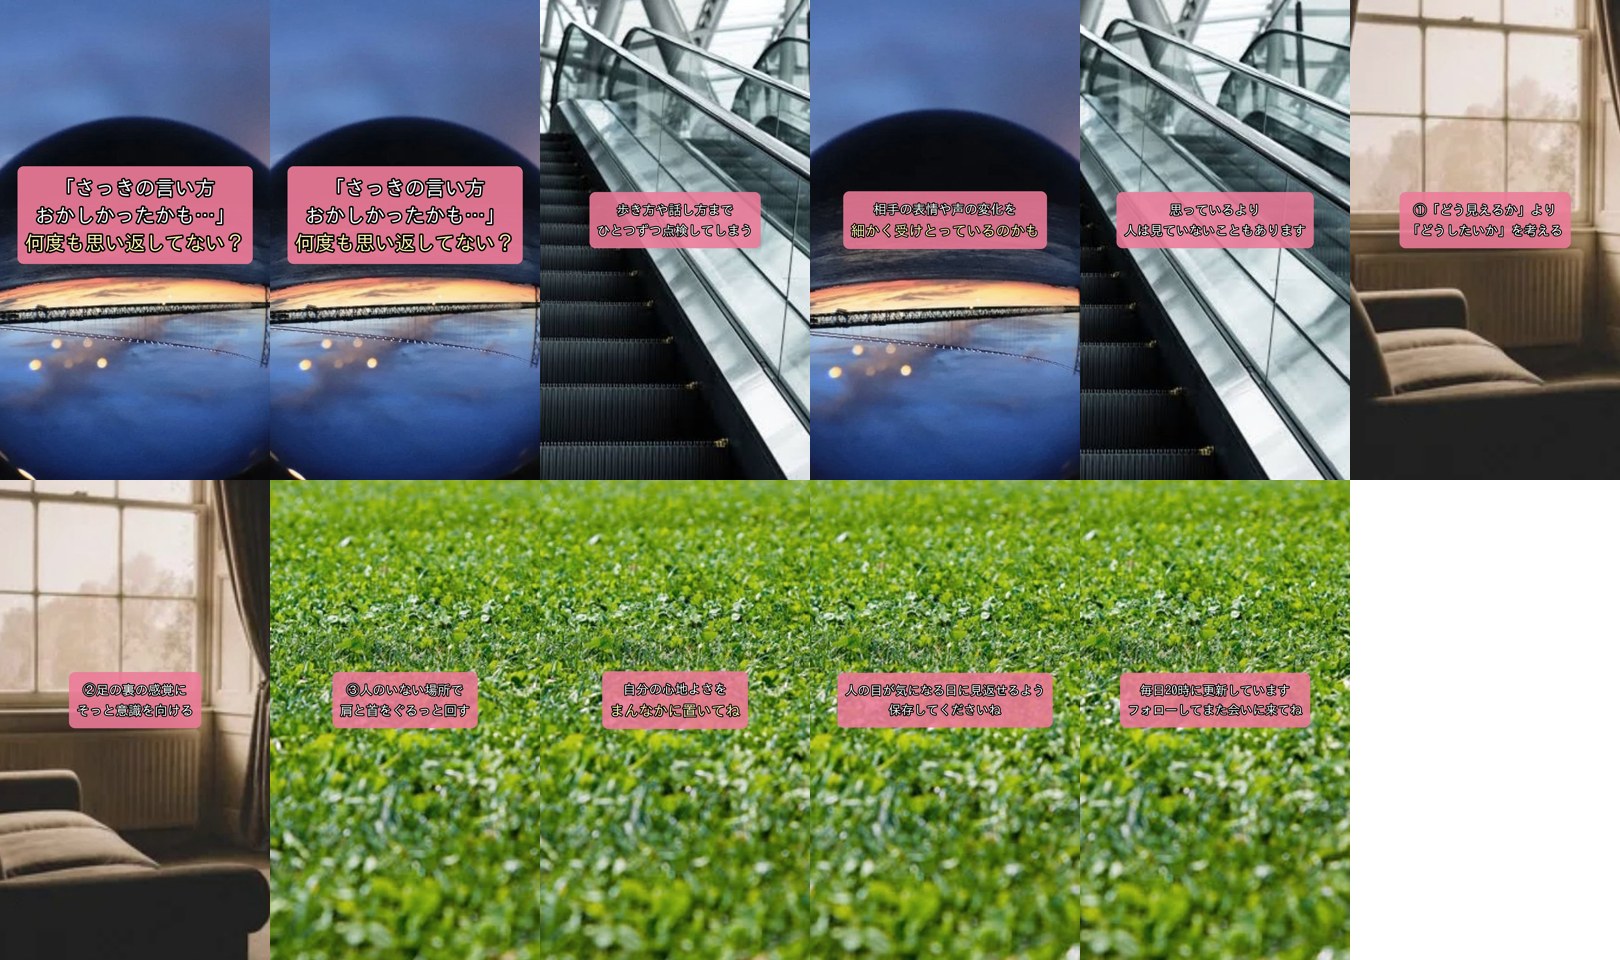 「さっきの言い方
おかしかったかも…」
何度も思い返してない？
「さっきの言い方
おかしかったかも…」
何度も思い返してない？
歩き方や話し方まで
ひとつずつ点検してしまう
相手の表情や声の変化を
細かく受けとっているのかも
思っているより
人は見ていないこともあります
①「どう見えるか」より
「どうしたいか」を考える
②足の裏の感覚に
そっと意識を向ける
③人のいない場所で
肩と首をぐるっと回す
自分の心地よさを
まんなかに置いてね
人の目が気になる日に見返せるよう
保存してくださいね
毎日20時に更新しています
フォローしてまた会いに来てね